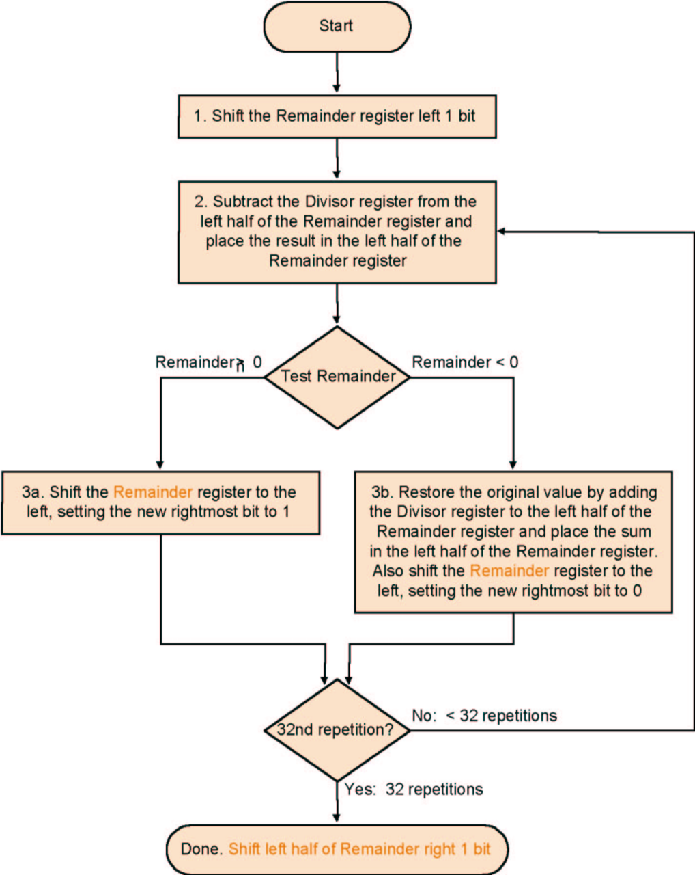 Start
1. Shift the Remainder register left 1 bit
2. Subtract the Divisor register from the
left half of the Remainder register and
place the result in the left half of the
Remainder register
Remainder ≥ 0
Test Remainder
Remainder < 0
3a. Shift the Remainder register to the
left, setting the new rightmost bit to 1
3b. Restore the original value by adding
the Divisor register to the left half of the
Remainder register and place the sum
in the left half of the Remainder register.
Also shift the Remainder register to the
left, setting the new rightmost bit to 0
32nd repetition?
No: < 32 repetitions
Yes: 32 repetitions
Done. Shift left half of Remainder right 1 bit